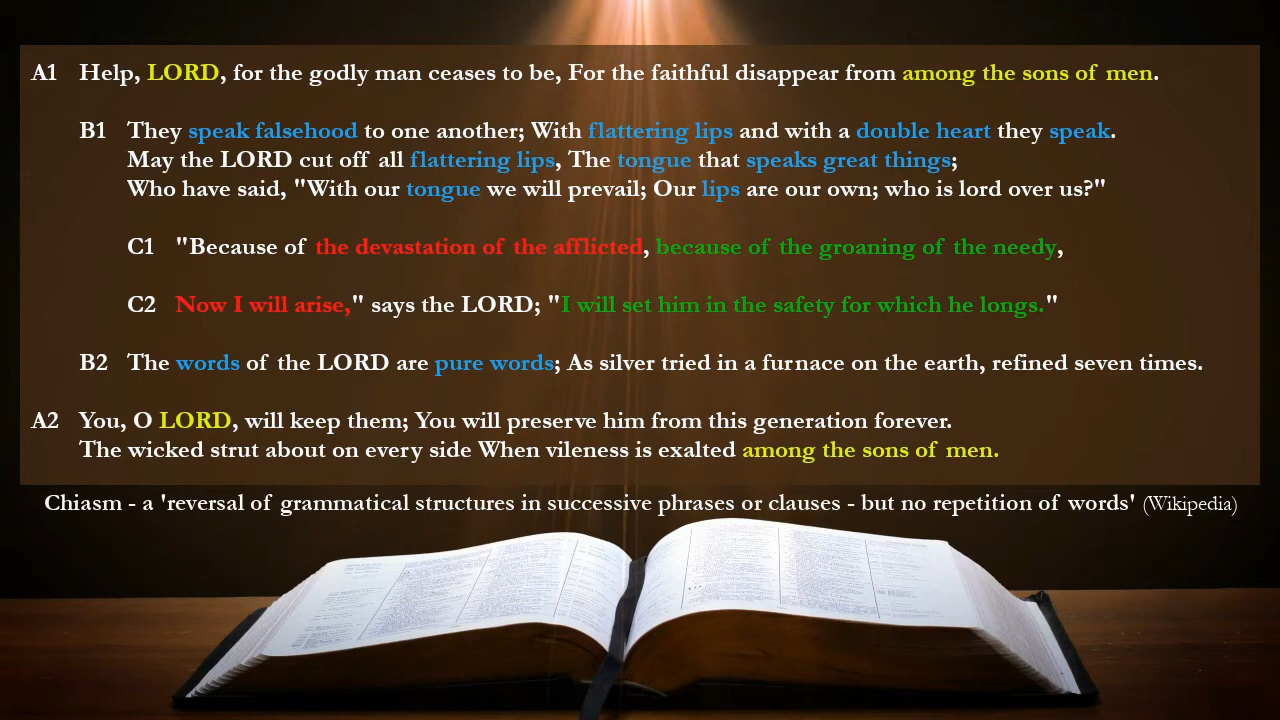 A1 Help, LORD, for the godly man ceases to be, For the faithful disappear from among the sons of men.
B1 They speak falsehood to one another; With flattering lips and with a double heart they speak.
May the LORD cut off all flattering lips, The tongue that speaks great things;
Who have said, "With our tongue we will prevail; Our lips are our own; who is lord over us?"
C1 "Because of the devastation of the afflicted, because of the groaning of the needy,
C2 Now I will arise," says the LORD; "I will set him in the safety for which he longs."
B2 The words of the LORD are pure words; As silver tried in a furnace on the earth, refined seven times.
A2 You, O LORD, will keep them; You will preserve him from this generation forever.
The wicked strut about on every side When vileness is exalted among the sons of men.
Chiasm - a 'reversal of grammatical structures in successive phrases or clauses - but no repetition of words' (Wikipedia)